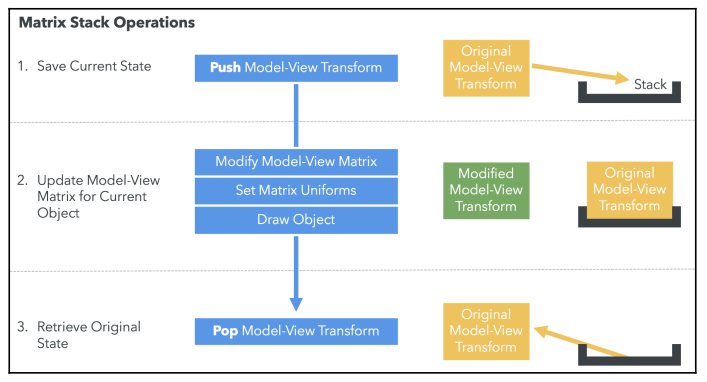 Matrix Stack Operations
1. Save Current State
Push Model-View Transform
Original
Model-View
Transform
Stack
2. Update Model-View
Matrix for Current
Object
Modify Model-View Matrix
Set Matrix Uniforms
Draw Object
Modified
Model-View
Transform
Original
Model-View
Transform
3. Retrieve Original
State
Pop Model-View Transform
Original
Model-View
Transform